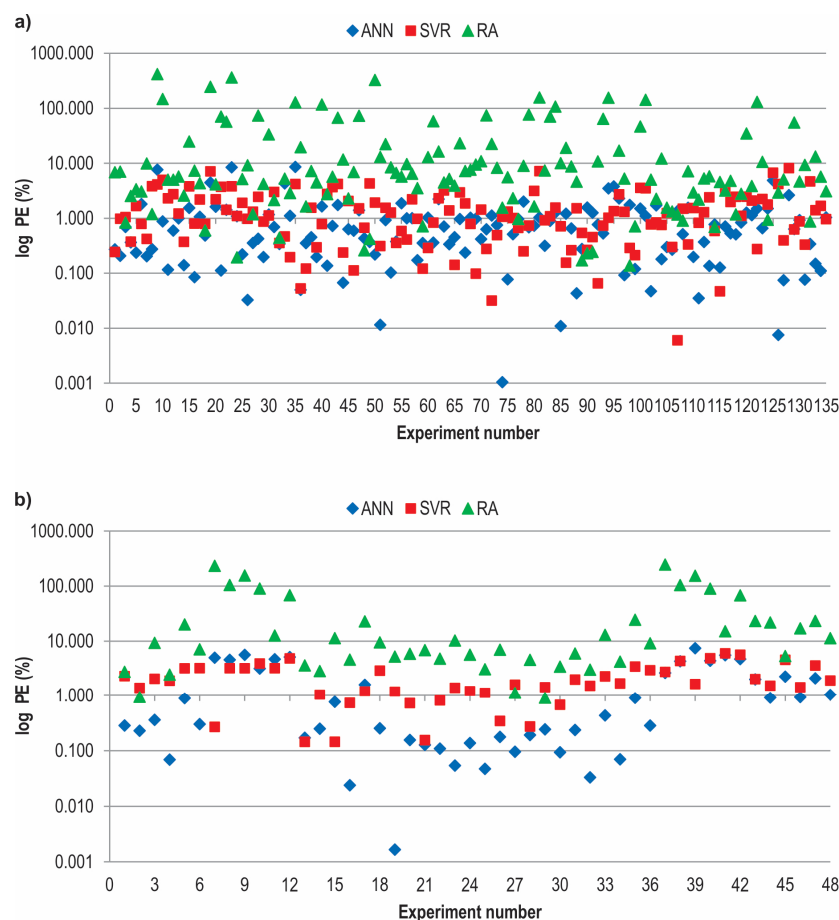 a)
ANN SVR RA
1000.000
100.000
10.000
1.000
0.100
0.010
0.001
log PE (%)
0 5 10 15 20 25 30 35 40 45 50 55 60 65 70 75 80 85 90 95 100 105 110 115 120 125 130 135
Experiment number
b)
ANN SVR RA
1000.000
100.000
10.000
1.000
0.100
0.010
0.001
log PE (%)
0 3 6 9 12 15 18 21 24 27 30 33 36 39 42 45 48
Experiment number